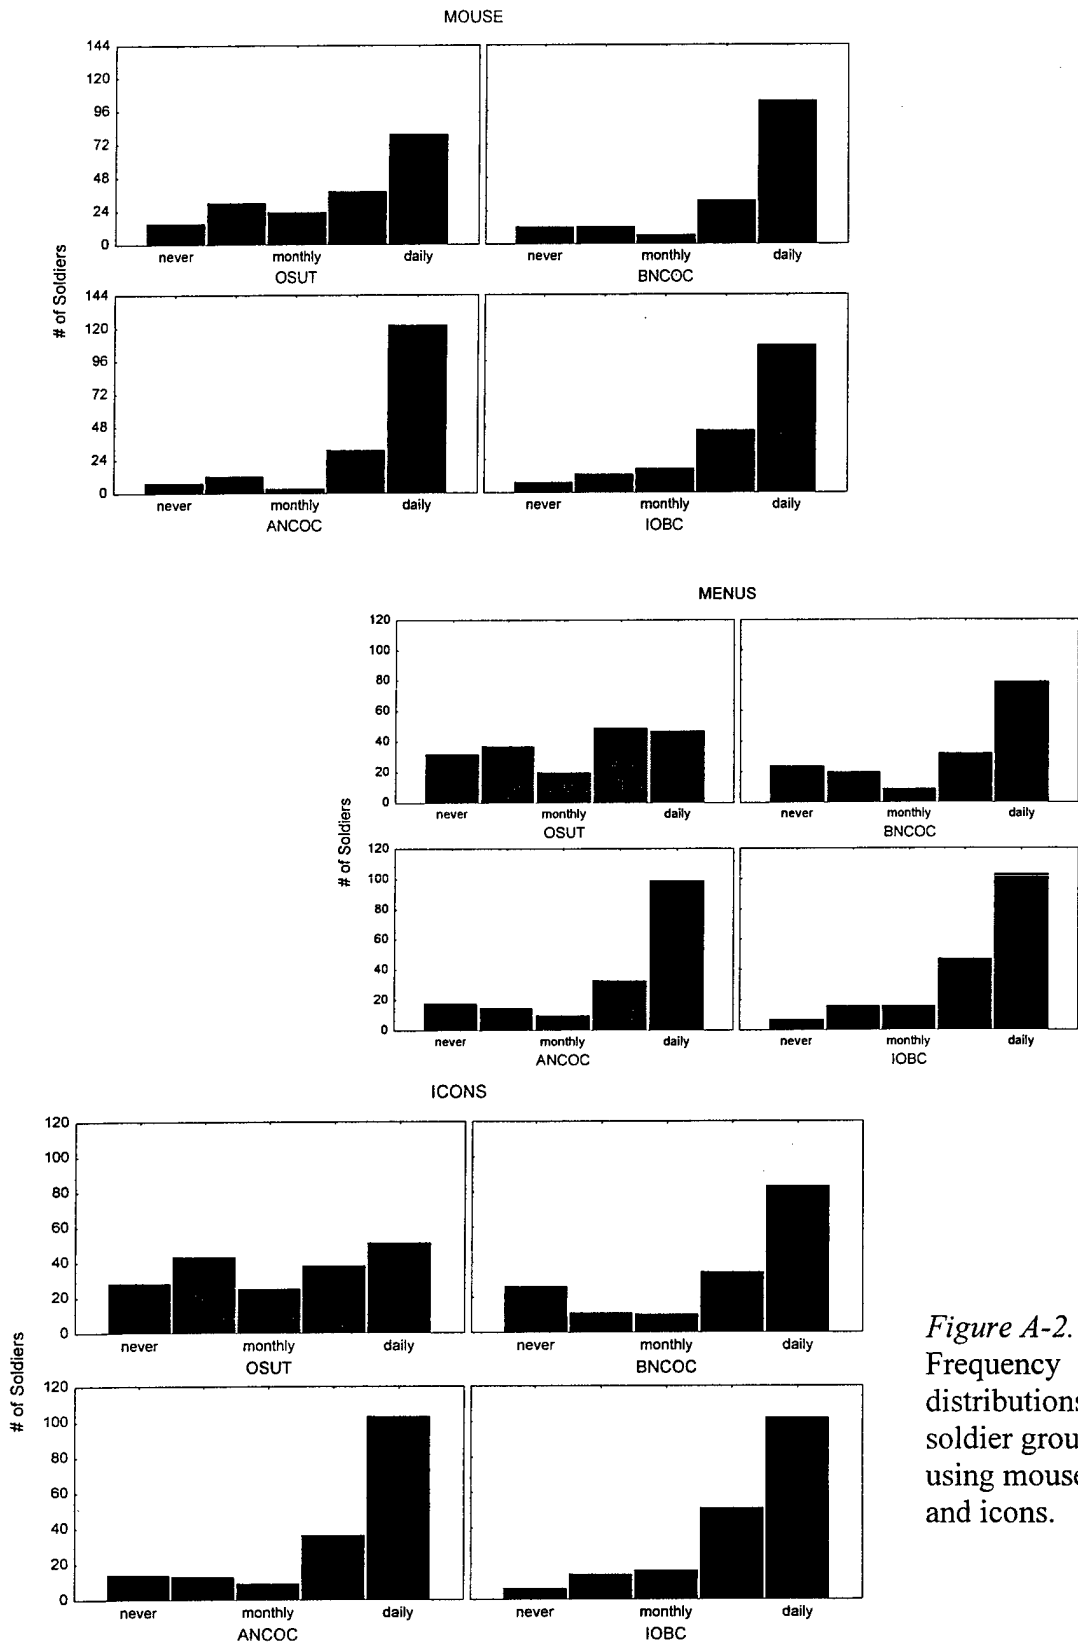 MOUSE
144
120
96
72
48
24
0
never monthly daily
OSUT
never monthly daily
BNCOC
# of Soldiers
144
120
96
72
48
24
0
never monthly daily
ANCOC
never monthly daily
IOBC
MENUS
120
100
80
60
40
20
0
never monthly daily
OSUT
never monthly daily
BNCOC
# of Soldiers
120
100
80
60
40
20
0
never monthly daily
ANCOC
never monthly daily
IOBC
ICONS
120
100
80
60
40
20
0
never monthly daily
OSUT
never monthly daily
BNCOC
# of Soldiers
120
100
80
60
40
20
0
never monthly daily
ANCOC
never monthly daily
IOBC
Figure A-2.
Frequency
distributions
soldier grou
using mouse
and icons.